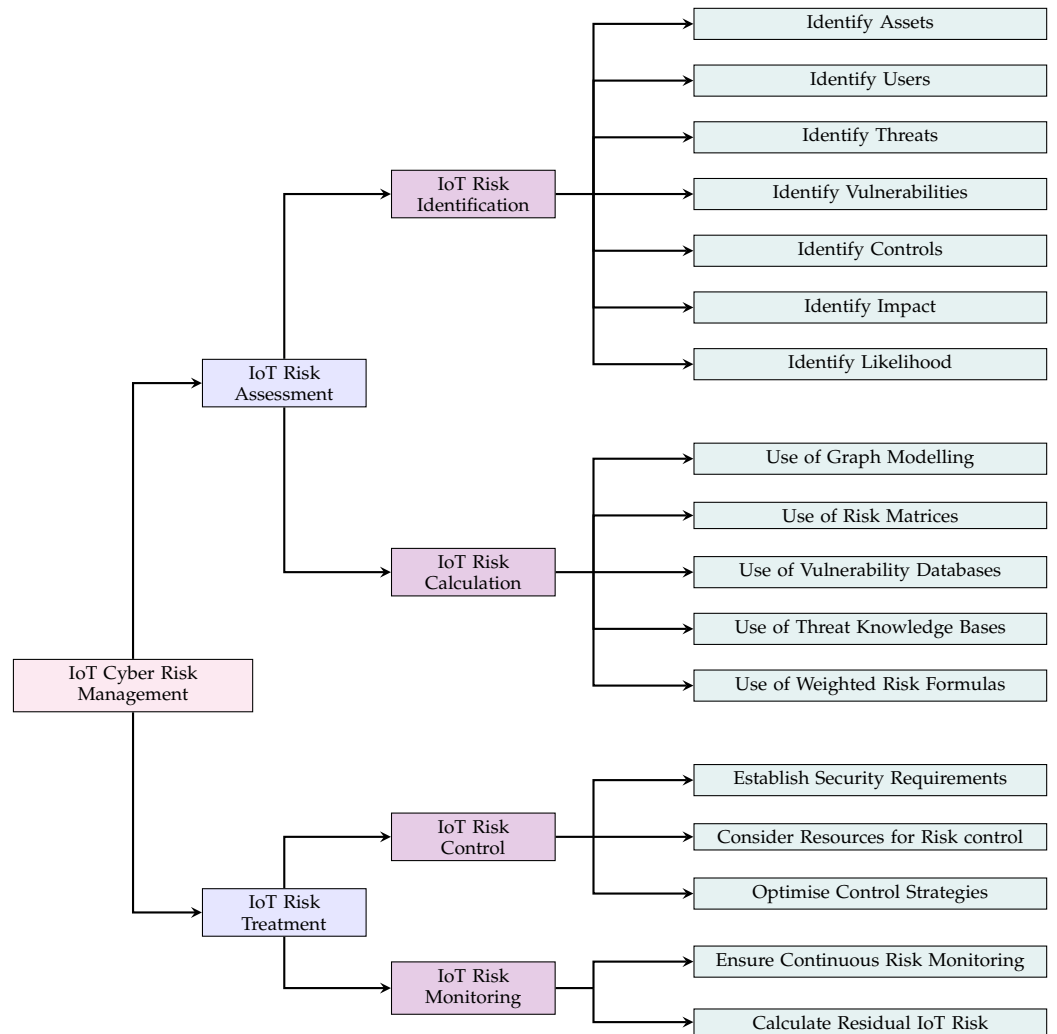 Identify Assets
Identify Users
Identify Threats
IoT Risk
Identification
Identify Vulnerabilities
Identify Controls
Identify Impact
Identify Likelihood
IoT Risk
Assessment
Use of Graph Modelling
Use of Risk Matrices
IoT Risk
Calculation
Use of Vulnerability Databases
Use of Threat Knowledge Bases
Use of Weighted Risk Formulas
IoT Cyber Risk
Management
Establish Security Requirements
IoT Risk
Control
Consider Resources for Risk control
Optimise Control Strategies
IoT Risk
Treatment
Ensure Continuous Risk Monitoring
IoT Risk
Monitoring
Calculate Residual IoT Risk